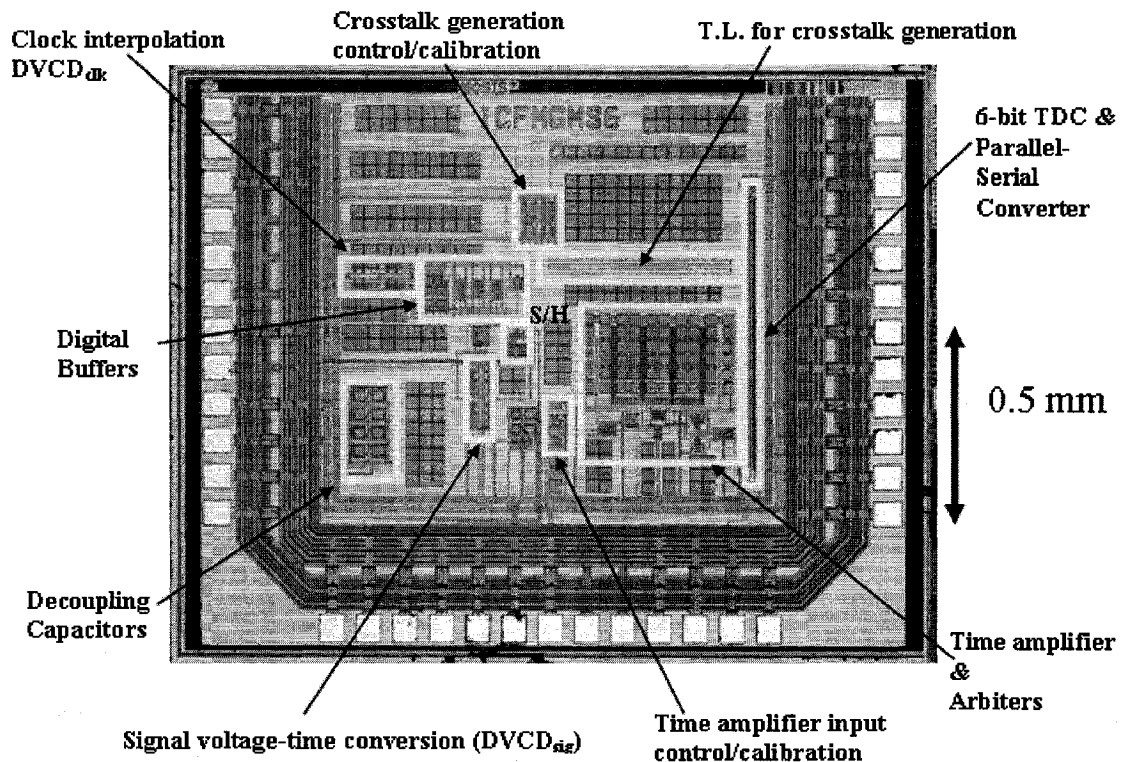 Crosstalk generation
control/calibration
T.L. for crosstalk generation
Clock interpolation
DVCDclk
6-bit TDC &
Parallel-
Serial
Converter
ICFMGMSG
S/H
Digital
Buffers
0.5 mm
Decoupling
Capacitors
Time amplifier
&
Arbiters
Signal voltage-time conversion (DVCDsig)
Time amplifier input
control/calibration